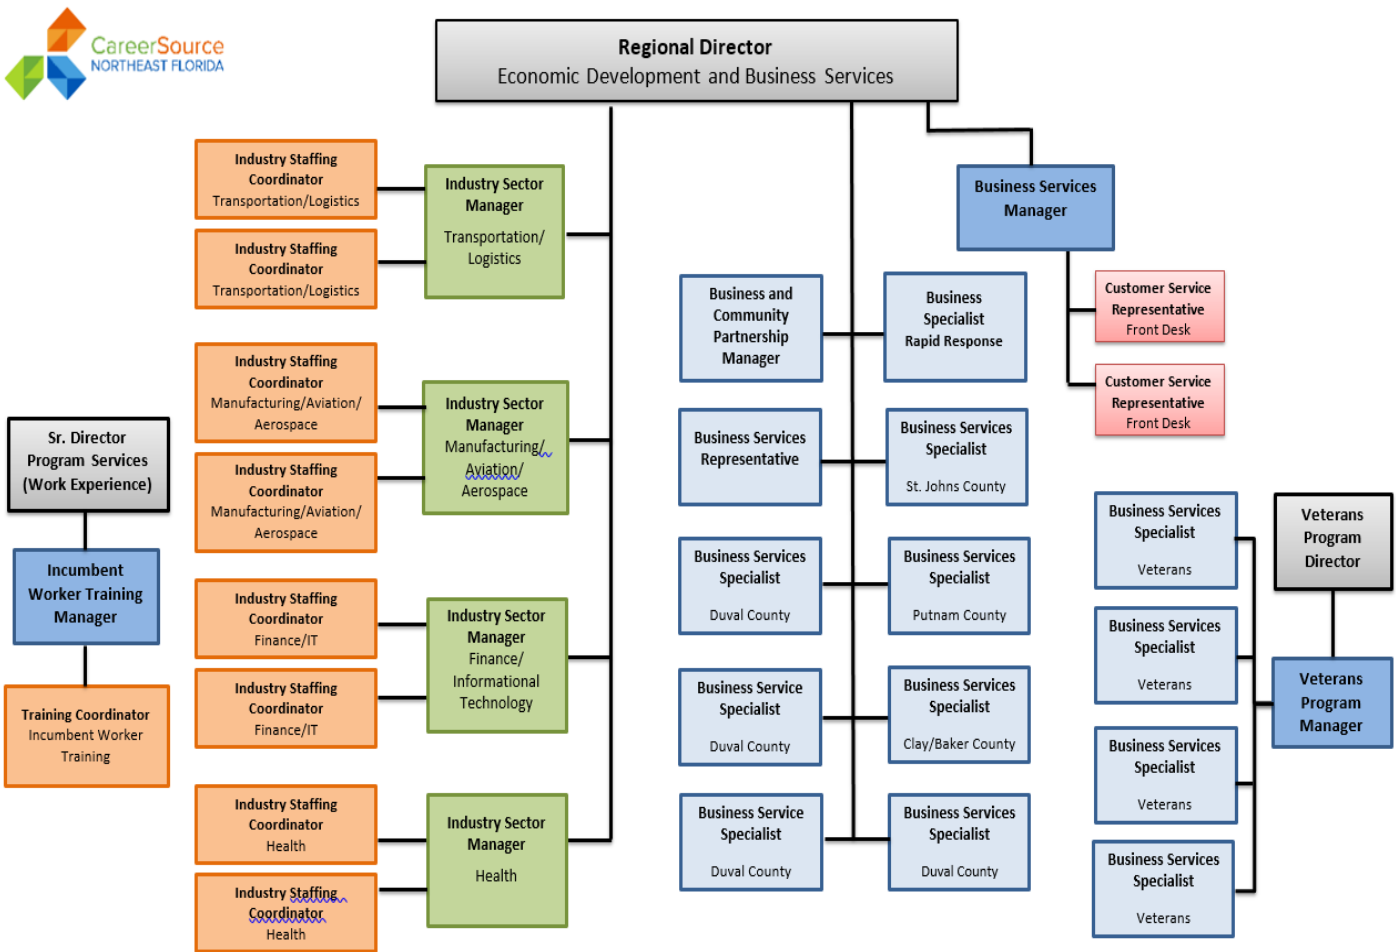 CareerSource
NORTHEAST FLORIDA
Regional Director
Economic Development and Business Services
Industry Staffing
Coordinator
Transportation/Logistics
Industry Staffing
Coordinator
Transportation/Logistics
Industry Sector
Manager
Transportation/
Logistics
Business Services
Manager
Customer Service
Representative
Front Desk
Customer Service
Representative
Front Desk
Business and
Community
Partnership
Manager
Business
Specialist
Rapid Response
Industry Staffing
Coordinator
Manufacturing/Aviation/
Aerospace
Industry Staffing
Coordinator
Manufacturing/Aviation/
Aerospace
Industry Sector
Manager
Manufacturing/
Aviation/
Aerospace
Business Services
Representative
Business Services
Specialist
St. Johns County
Sr. Director
Program Services
(Work Experience)
Incumbent
Worker Training
Manager
Training Coordinator
Incumbent Worker
Training
Industry Staffing
Coordinator
Finance/IT
Industry Staffing
Coordinator
Finance/IT
Industry Sector
Manager
Finance/
Informational
Technology
Business Services
Specialist
Duval County
Business Services
Specialist
Putnam County
Business Service
Specialist
Duval County
Business Services
Specialist
Clay/Baker County
Industry Staffing
Coordinator
Health
Industry Staffing
Coordinator
Health
Industry Sector
Manager
Health
Business Service
Specialist
Duval County
Business Services
Specialist
Duval County
Business Services
Specialist
Veterans
Business Services
Specialist
Veterans
Business Services
Specialist
Veterans
Business Services
Specialist
Veterans
Veterans
Program
Director
Veterans
Program
Manager